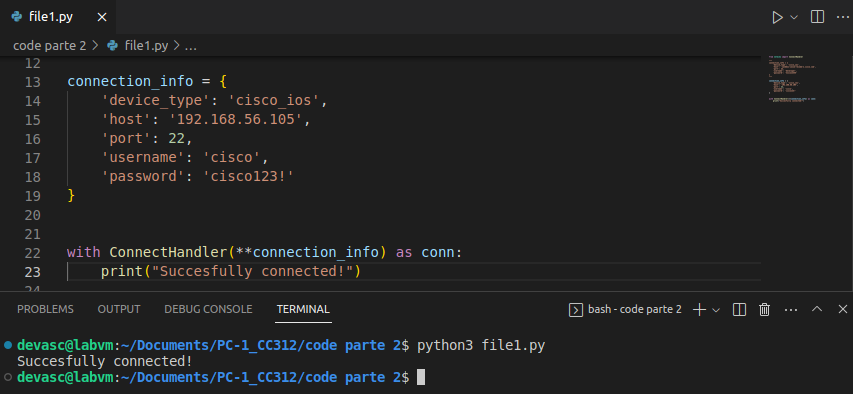 file1.py
code parte 2 > file1.py > ...
12
13 connection_info = {
14 'device_type': 'cisco_ios',
15 'host': '192.168.56.105',
16 'port': 22,
17 'username': 'cisco',
18 'password': 'cisco123!'
19 }
20
21
22 with ConnectHandler(**connection_info) as conn:
23 print("Succesfully connected!")
24
PROBLEMS OUTPUT DEBUG CONSOLE TERMINAL bash - code parte 2
devasc@labvm:~/Documents/PC-1_CC312/code parte 2$ python3 file1.py
Succesfully connected!
devasc@labvm:~/Documents/PC-1_CC312/code parte 2$